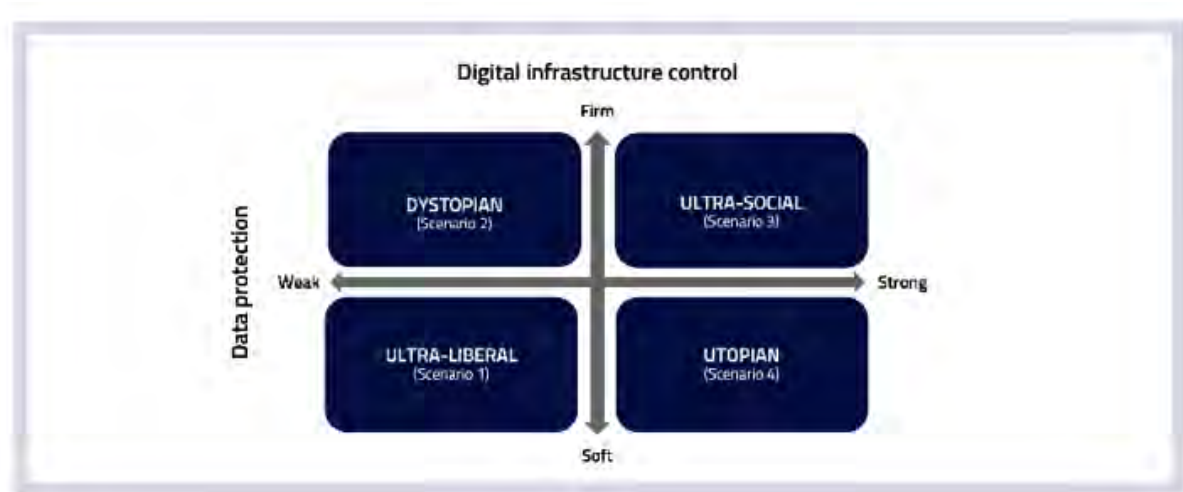 Digital infrastructure control
Firm
DYSTOPIAN
(Scenario 2)
ULTRA-SOCIAL
(Scenario 3)
Data protection
Weak
Strong
ULTRA-LIBERAL
(Scenario 1)
UTOPIAN
(Scenario 4)
Soft